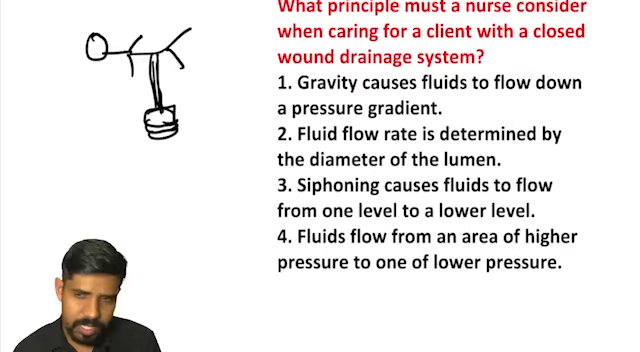 What principle must a nurse consider
when caring for a client with a closed
wound drainage system?
1. Gravity causes fluids to flow down
a pressure gradient.
2. Fluid flow rate is determined by
the diameter of the lumen.
3. Siphoning causes fluids to flow
from one level to a lower level.
4. Fluids flow from an area of higher
pressure to one of lower pressure.